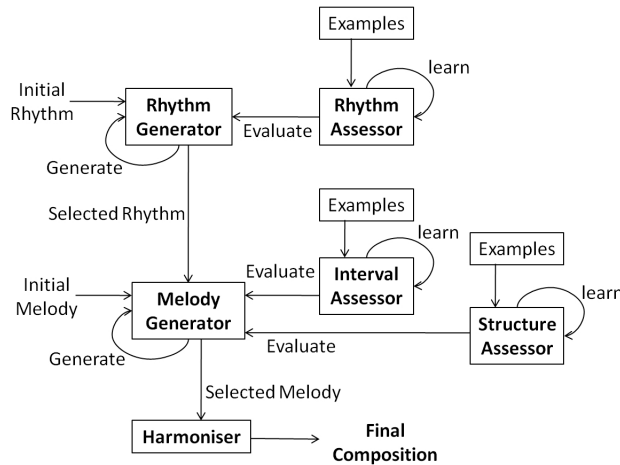 Examples
learn
Initial
Rhythm
Rhythm
Generator
Evaluate
Rhythm
Assessor
Generate
Selected Rhythm
Examples
learn
Examples
Initial
Melody
Melody
Generator
Evaluate
Interval
Assessor
learn
Structure
Assessor
Evaluate
Generate
Selected Melody
Harmoniser
Final
Composition